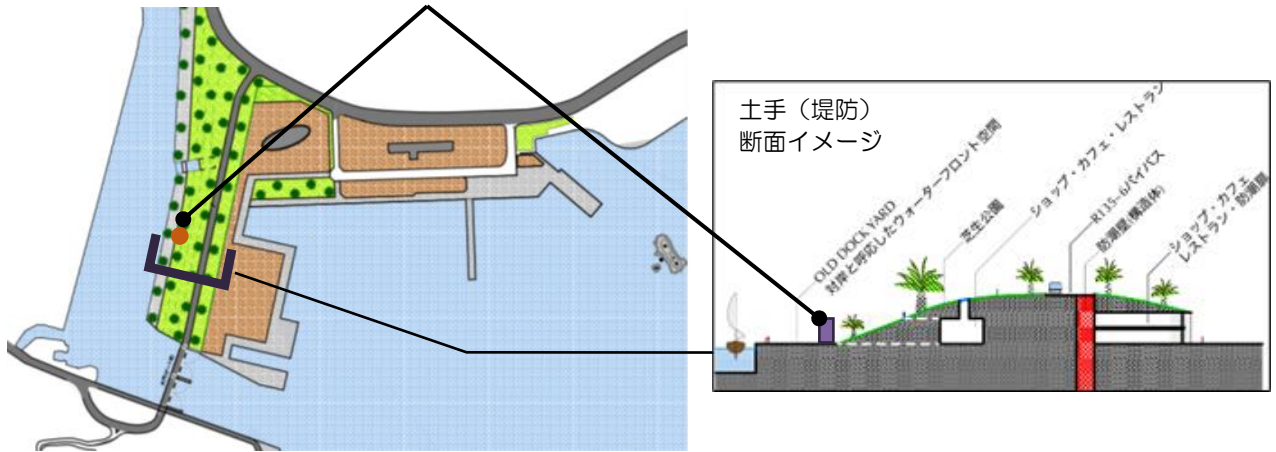 土手（堤防）
断面イメージ
OLD DOCK YARD
対岸と呼応したウォーターフロント空間
芝生公園
ショップ・カフェ・レストラン
R135-6バイパス
防潮堤(構造体)
ショップ・カフェ
レストラン・防潮堤